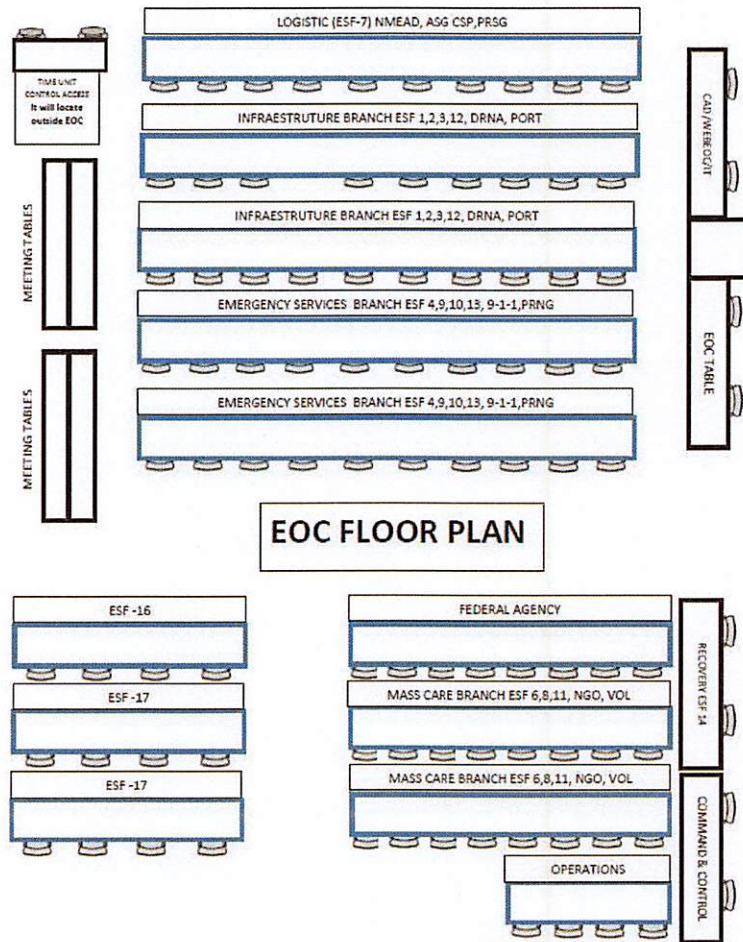 LOGISTIC (ESF-7) NMEAD, ASG CSP,PRSG
TIME UNIT
CONTROL ACCESS
It will locate
outside EOC
INFRAESTRUTURE BRANCH ESF 1,2,3,12, DRNA, PORT
CAD /WEBEOC/IT
MEETING TABLES
INFRAESTRUTURE BRANCH ESF 1,2,3,12, DRNA, PORT
EMERGENCY SERVICES BRANCH ESF 4,9,10,13, 9-1-1,PRNG
EOC TABLE
MEETING TABLES
EMERGENCY SERVICES BRANCH ESF 4,9,10,13, 9-1-1,PRNG
EOC FLOOR PLAN
ESF -16
FEDERAL AGENCY
RECOVERY ESF 14
ESF -17
MASS CARE BRANCH ESF 6,8,11, NGO, VOL
ESF -17
MASS CARE BRANCH ESF 6,8,11, NGO, VOL
COMMAND & CONTROL
OPERATIONS